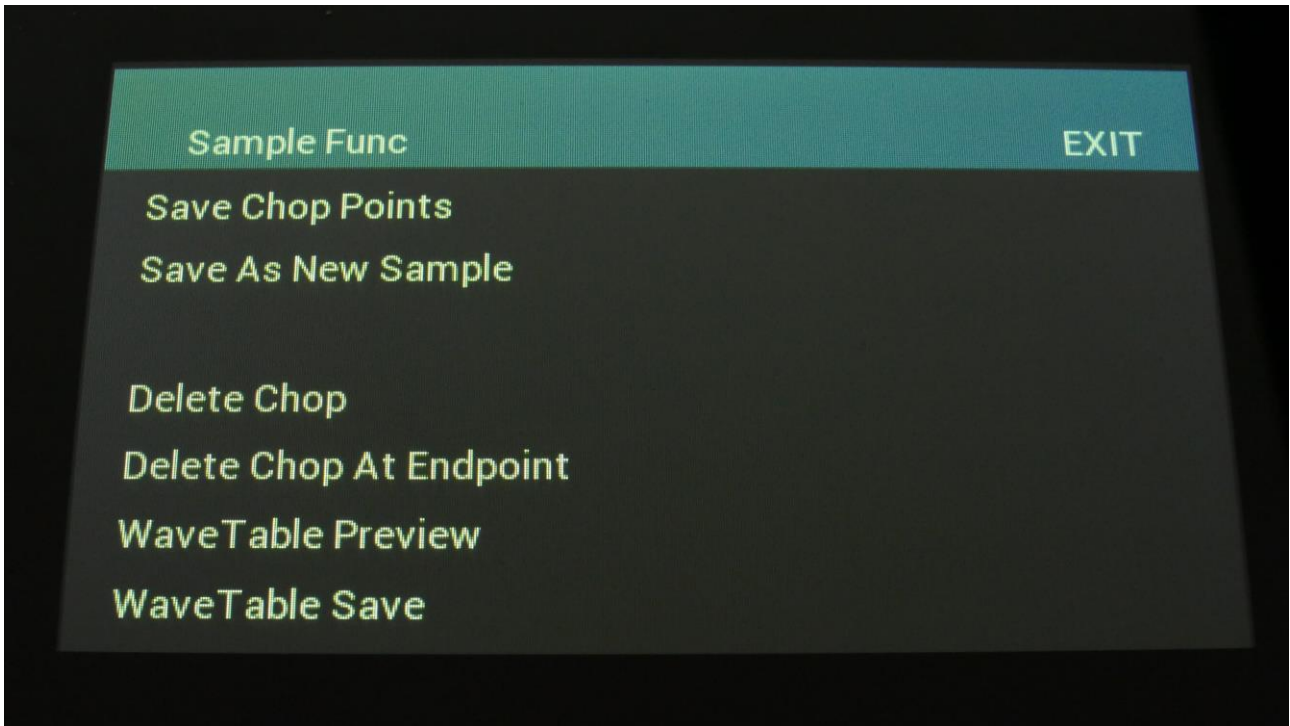 Sample Func EXIT
Save Chop Points
Save As New Sample
Delete Chop
Delete Chop At Endpoint
WaveTable Preview
WaveTable Save